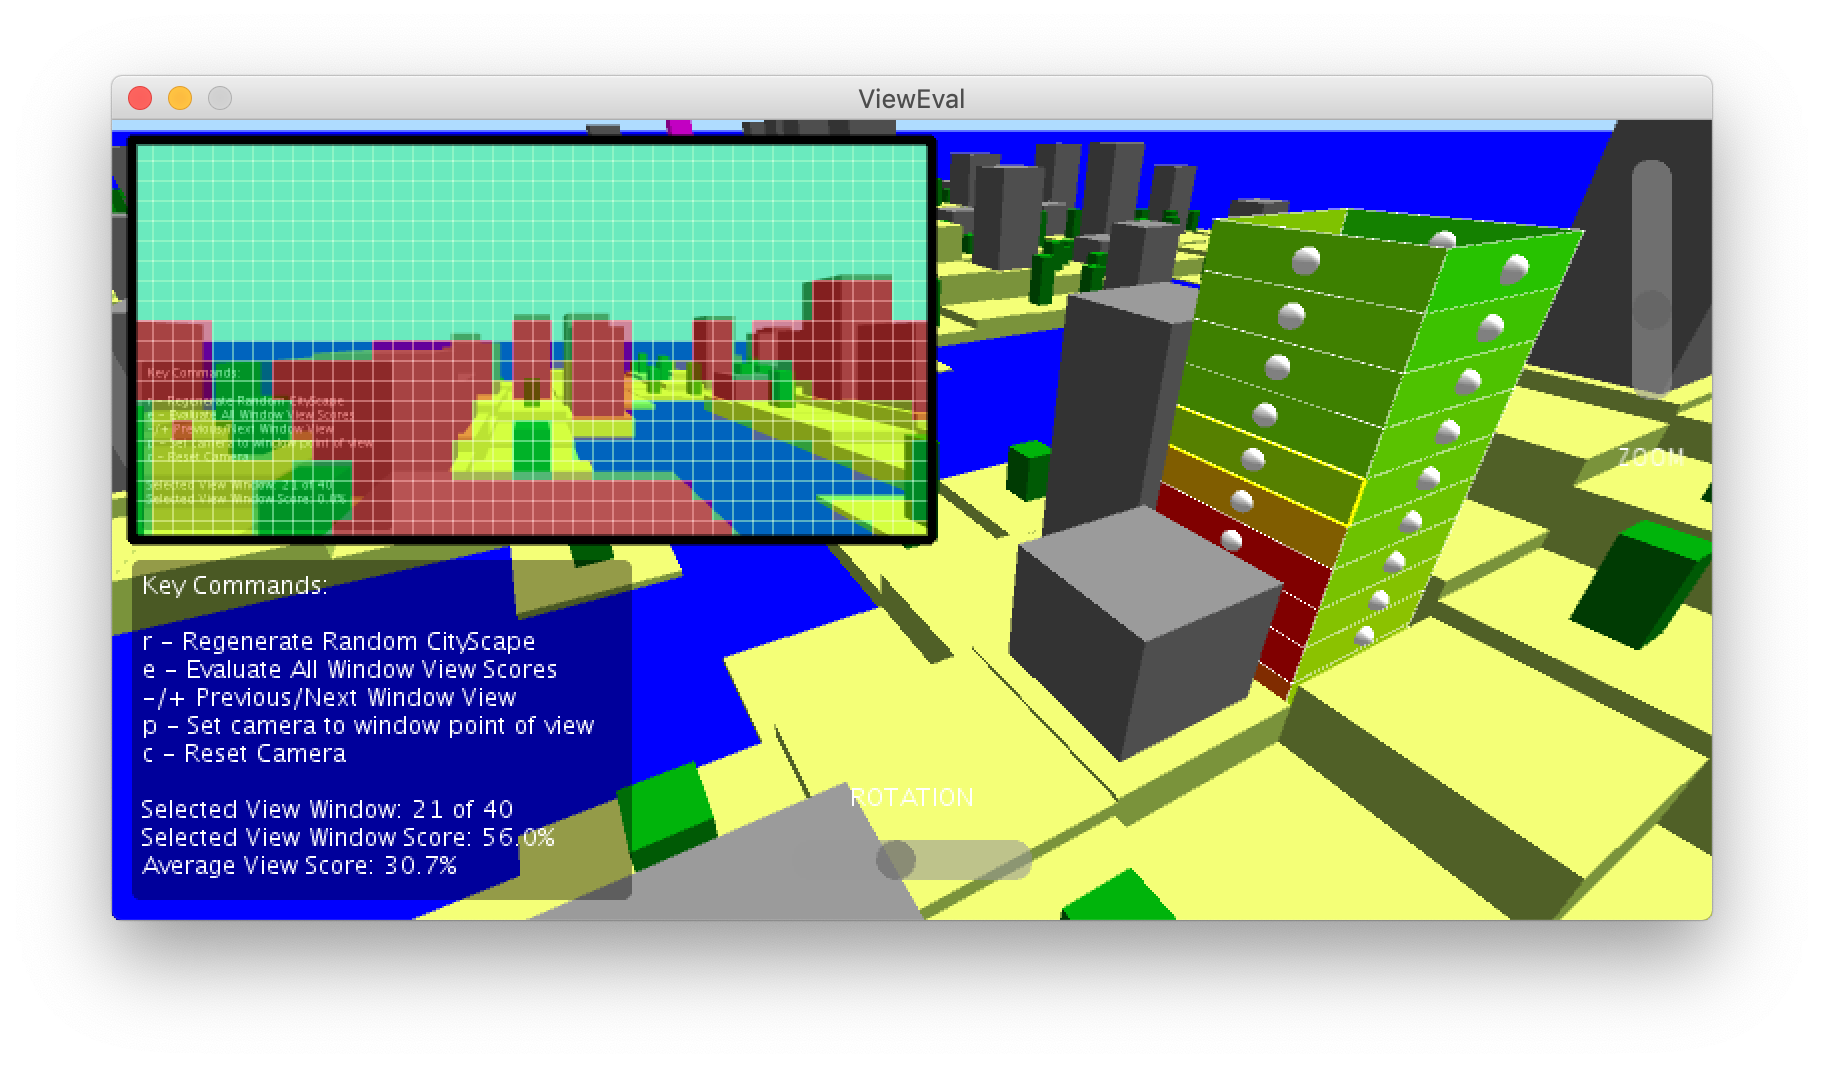 ViewEval
Key Commands:
r - Regenerate Random CityScape
e - Evaluate All Window View Scores
-/+ Previous/Next Window View
p - Set camera to window point of view
c - Reset Camera
Selected View Window: 21 of 40
Selected View Window Score: 0.0%
ZOOM
Key Commands:
r - Regenerate Random CityScape
e - Evaluate All Window View Scores
-/+ Previous/Next Window View
p - Set camera to window point of view
c - Reset Camera
Selected View Window: 21 of 40
Selected View Window Score: 56.0%
Average View Score: 30.7%
ROTATION